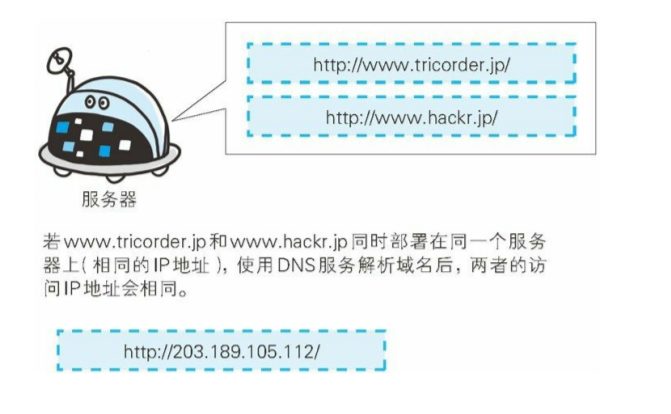 http://www.tricorder.jp/
http://www.hackr.jp/
服务器
若www.tricorder.jp和www.hackr.jp同时部署在同一个服务
器上(相同的IP地址),使用DNS服务解析域名后,两者的访
问IP地址会相同。
http://203.189.105.112/